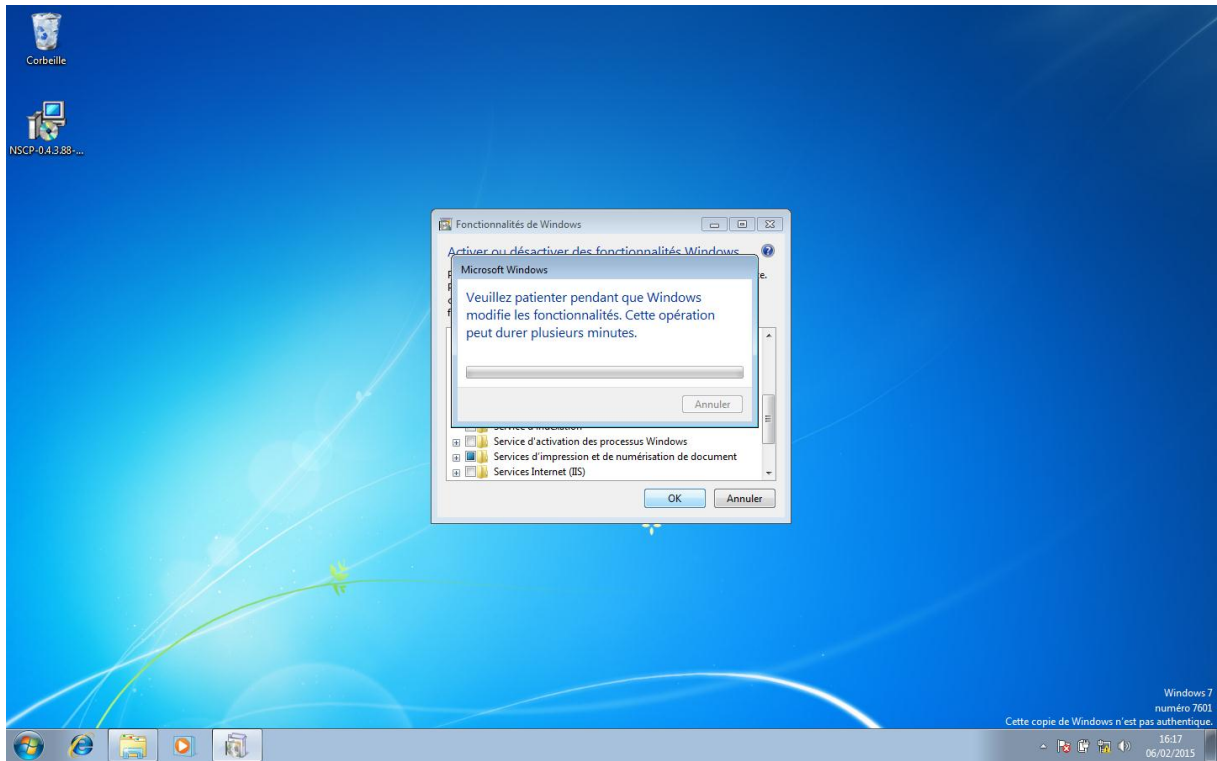 Corbeille
NSCP-0.4.3.88-...
Fonctionnalités de Windows
Activer ou désactiver des fonctionnalités Windows
Microsoft Windows
Veuillez patienter pendant que Windows
modifie les fonctionnalités. Cette opération
peut durer plusieurs minutes.
Annuler
Service d'indexation
Service d'activation des processus Windows
Services d'impression et de numérisation de document
Services Internet (IIS)
OK
Annuler
Windows 7
numéro 7601
Cette copie de Windows n'est pas authentique.
16:17
06/02/2015